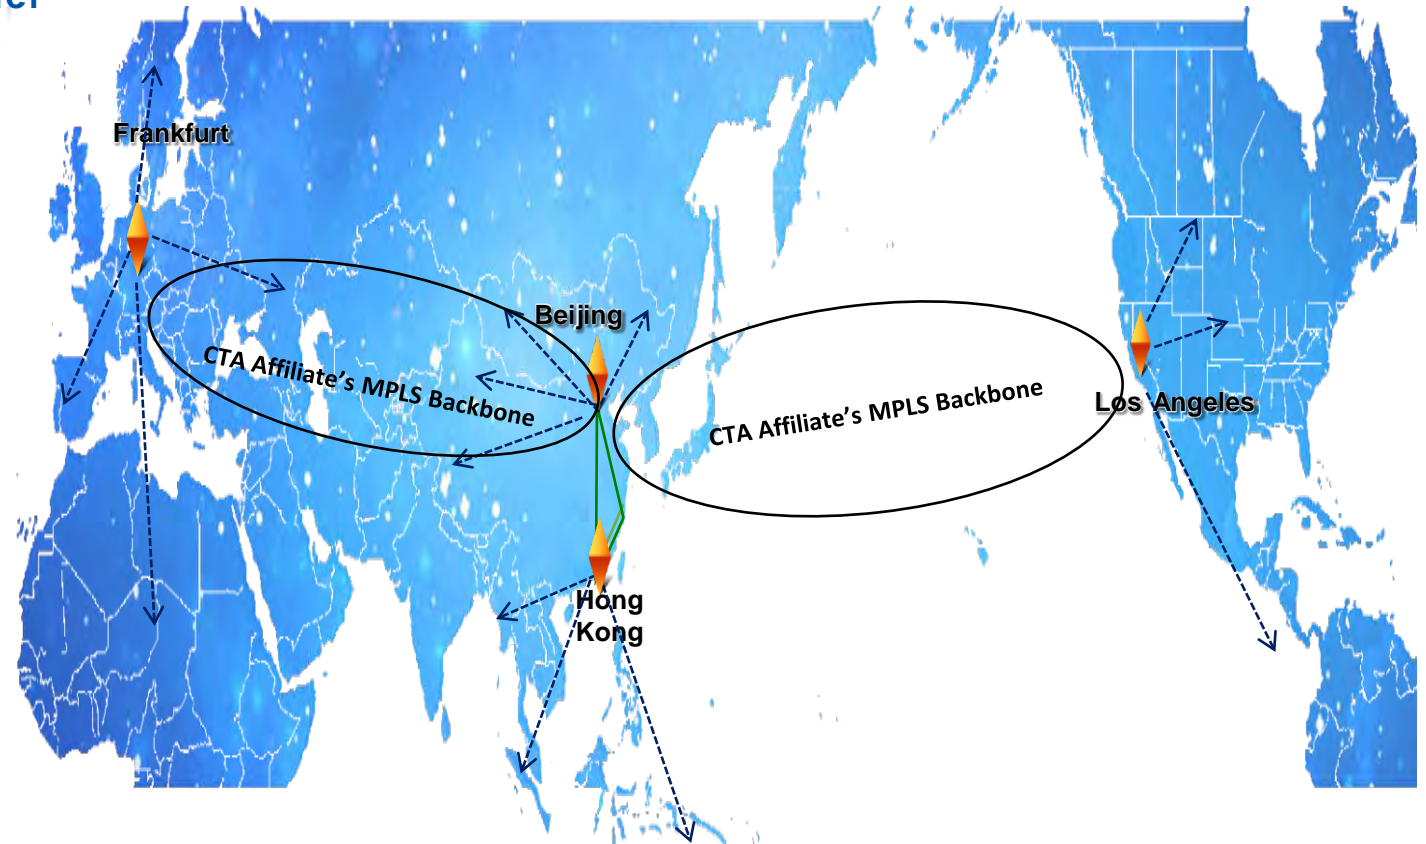 Frankfurt
Beijing
CTA Affiliate's MPLS Backbone
CTA Affiliate's MPLS Backbone
Los Angeles
Hong
Kong